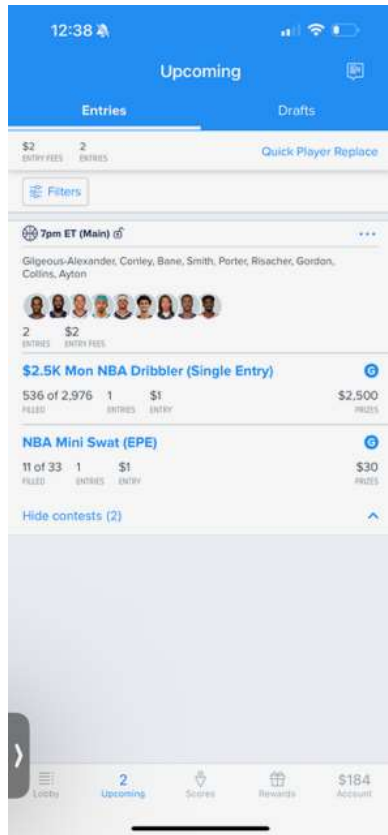 12:38
Upcoming
Entries Drafts
$2 2 Quick Player Replace
ENTRY FEES ENTRIES
Filters
7pm ET (Main)
Gilgeous-Alexander, Conley, Bane, Smith, Porter, Risacher, Gordon,
Collins, Ayton
2 $2
ENTRIES ENTRY FEES
$2.5K Mon NBA Dribbler (Single Entry) G
536 of 2,976 1 $1 $2,500
FILLED ENTRIES ENTRY PRIZES
NBA Mini Swat (EPE) G
11 of 33 1 $1 $30
FILLED ENTRIES ENTRY PRIZES
Hide contests (2)
2 $184
Lobby Upcoming Scores Rewards Account